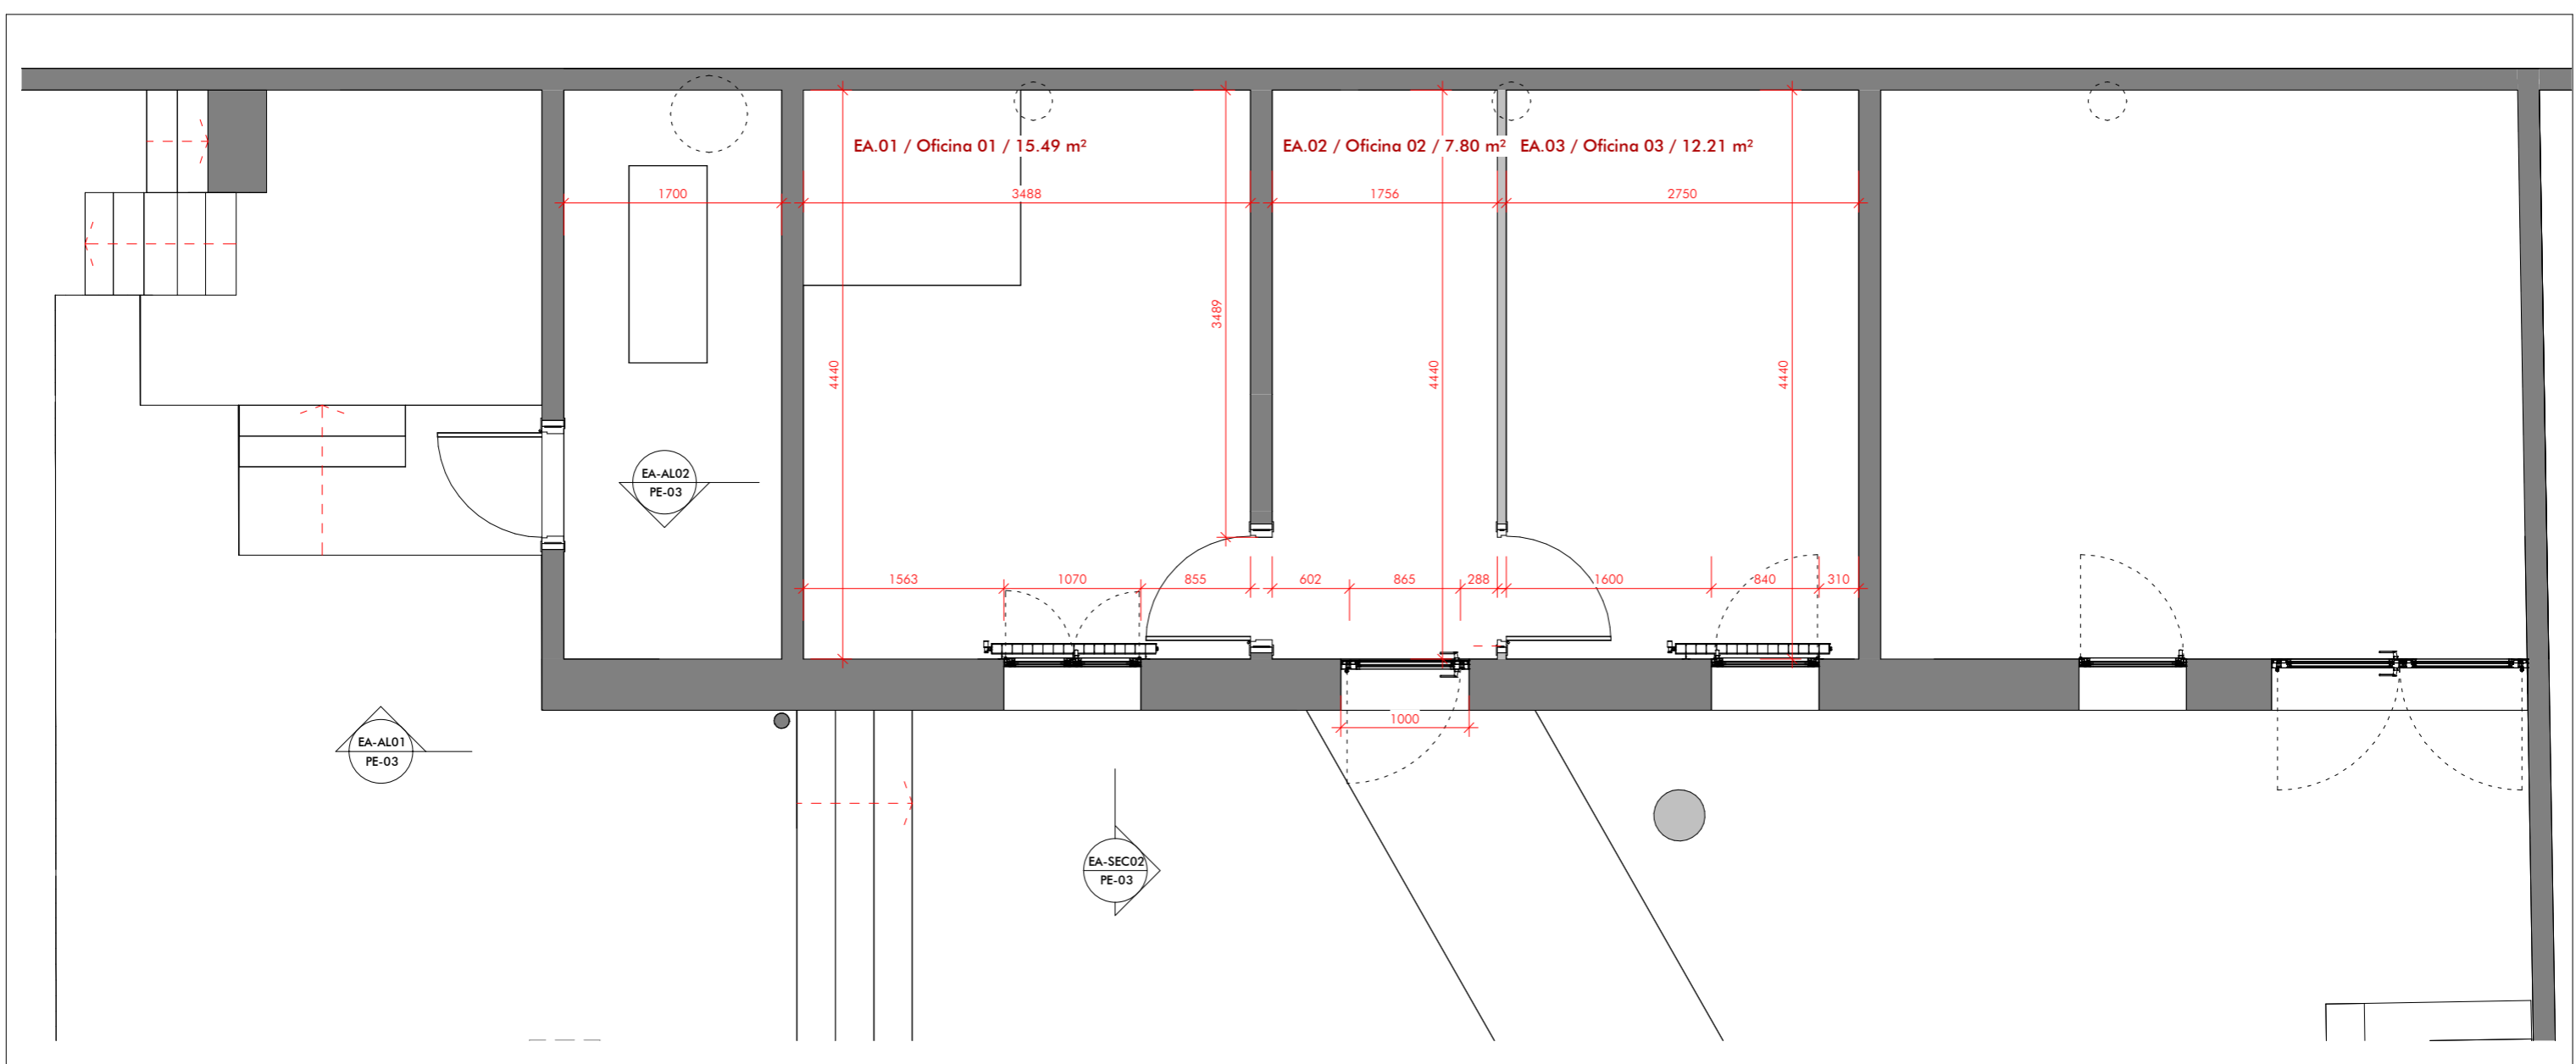 EA.01 / Oficina 01 / 15.49 m²
EA.02 / Oficina 02 / 7.80 m²
EA.03 / Oficina 03 / 12.21 m²
1700
3488
1756
2750
3489
4440
4440
4440
EA-AL02
PE-03
1563
1070
855
602
865
288
1600
840
310
1000
EA-AL01
PE-03
EA-SEC02
PE-03